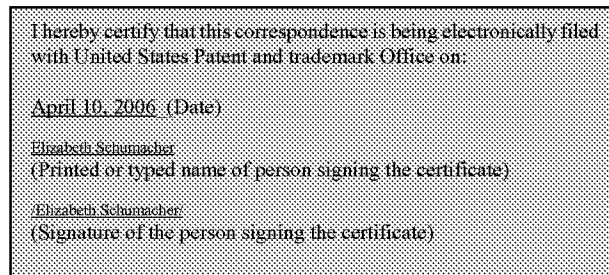 I hereby certify that this correspondence is being electronically filed
with United States Patent and trademark Office on:
April 10, 2006 (Date)
Elizabeth Schumacher
(Printed or typed name of person signing the certificate)
/Elizabeth Schumacher/
(Signature of the person signing the certificate)